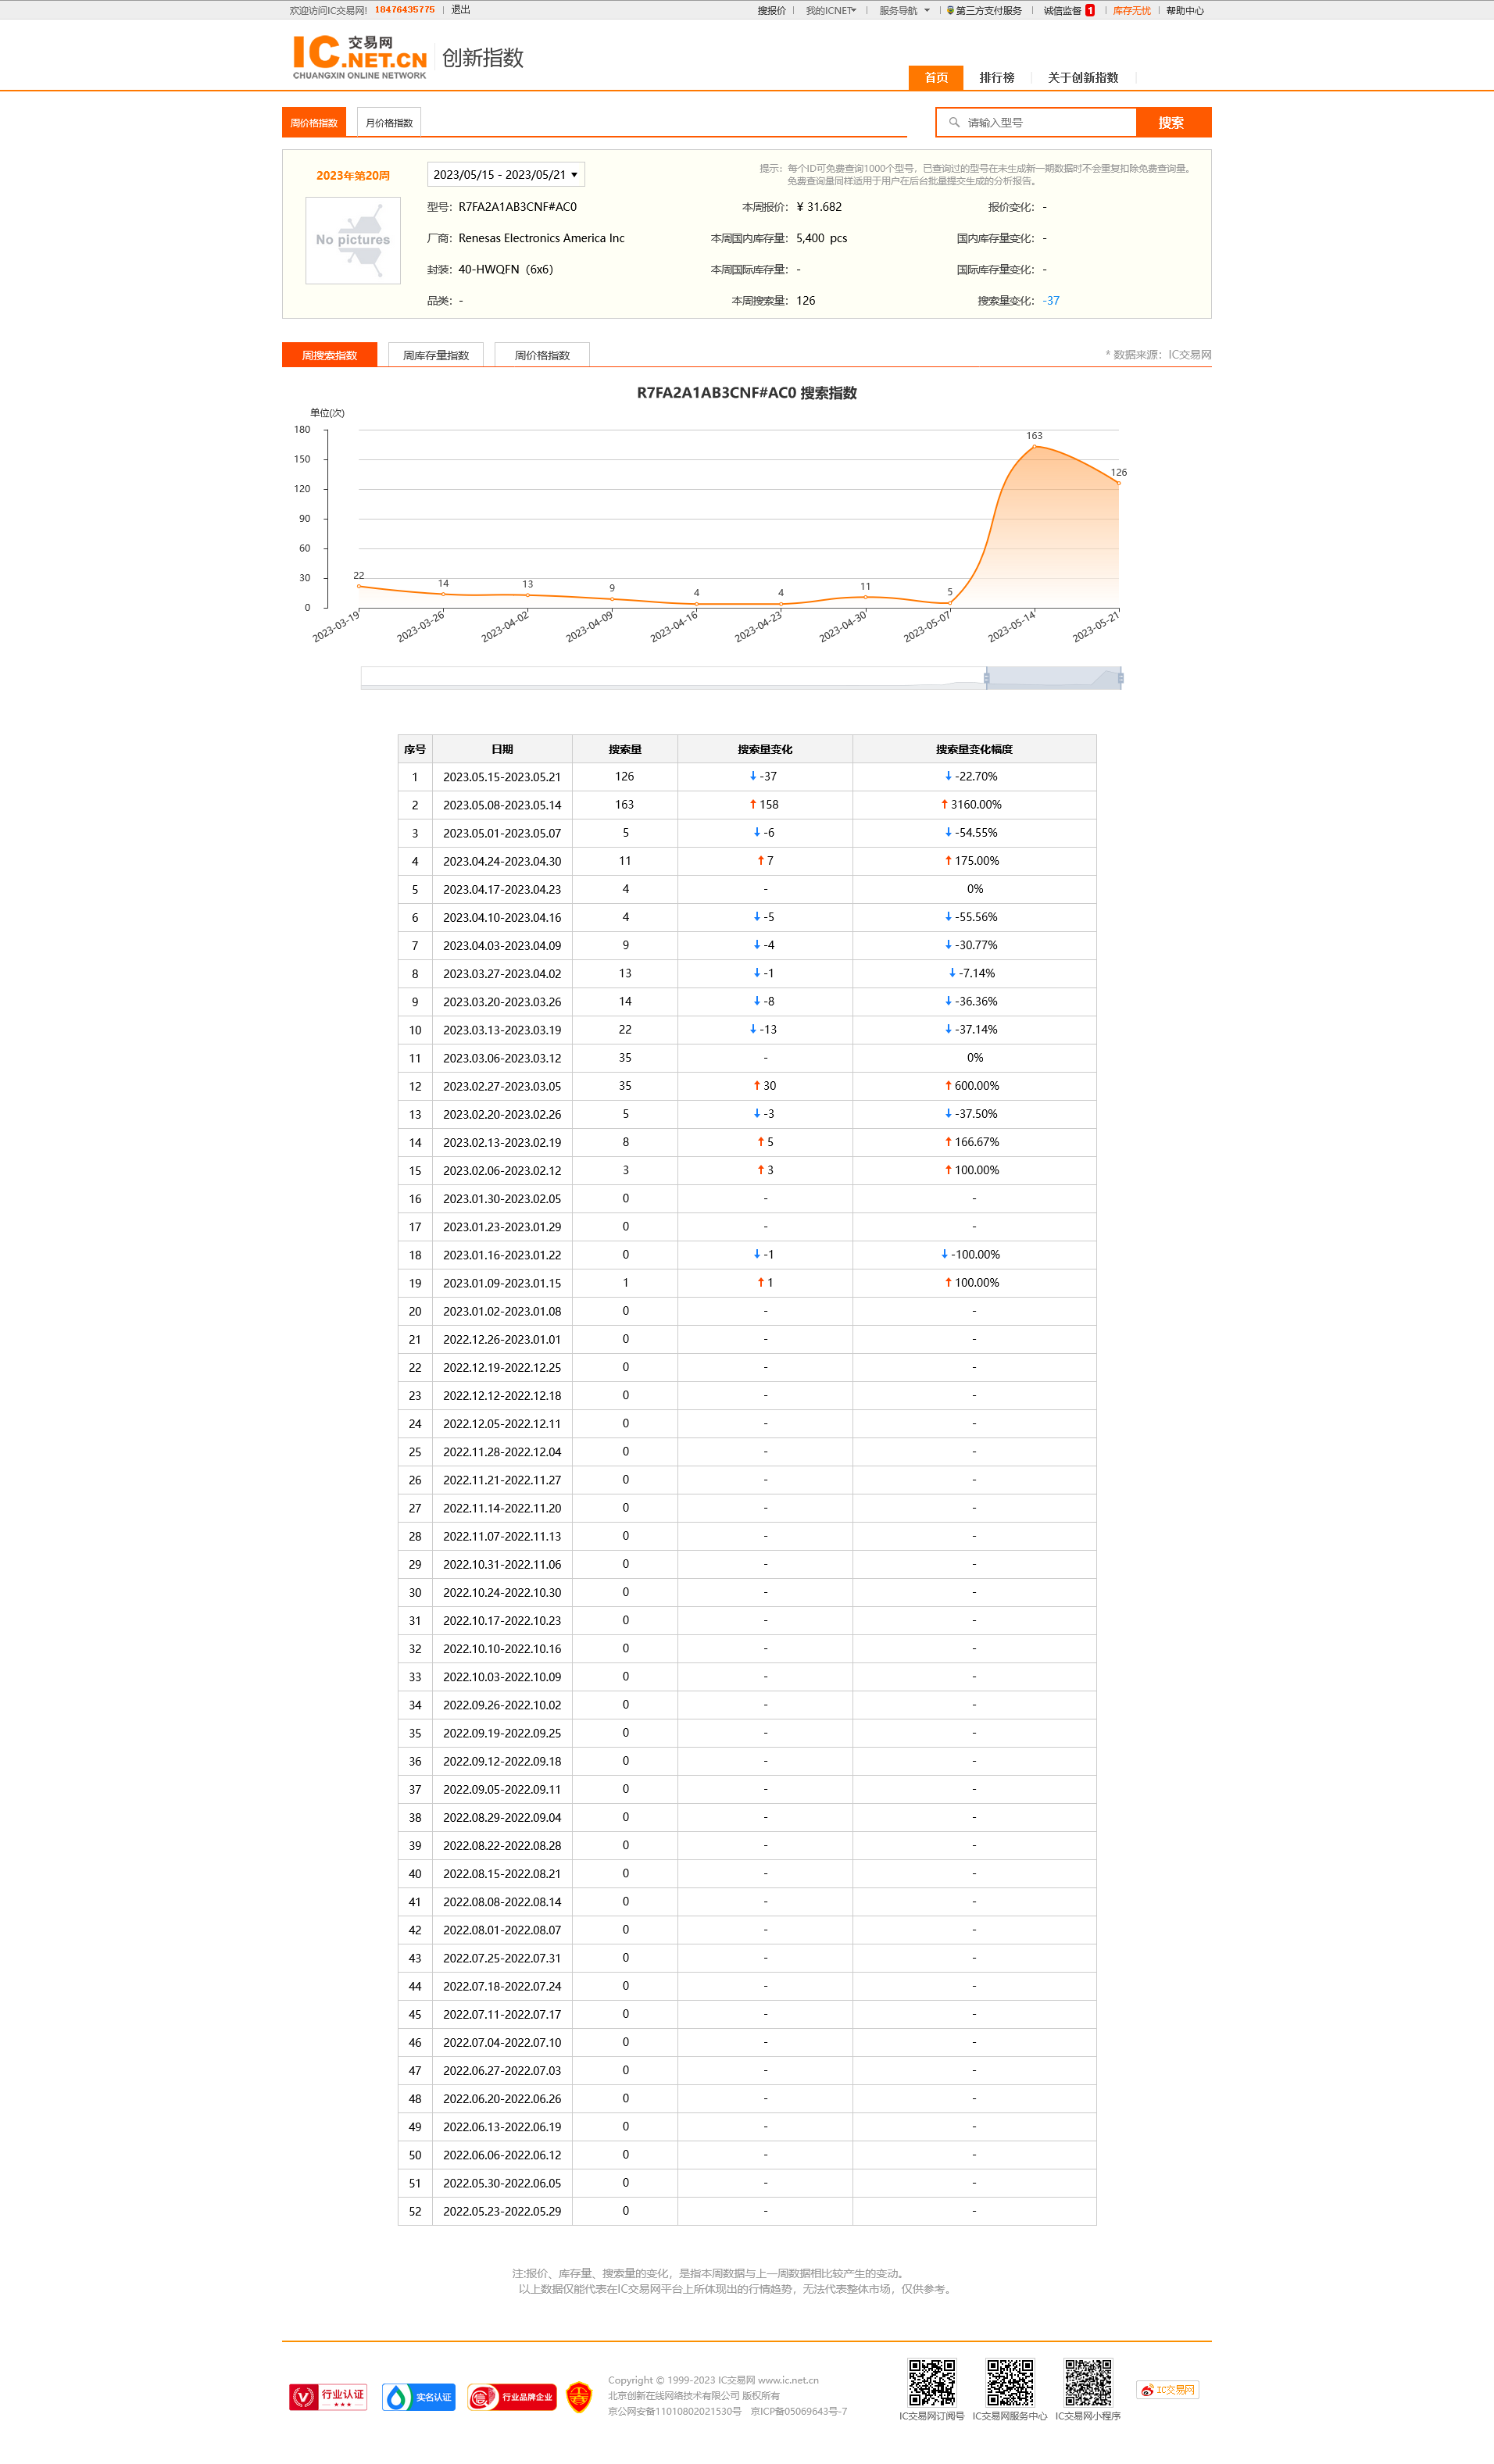 欢迎访问IC交易网! 18476435775 退出 搜报价 我的ICNET 服务导航 第三方支付服务 诚信监督 1 库存无忧 帮助中心
IC 交易网
.NET.CN
CHUANGXIN ONLINE NETWORK
创新指数
首页 排行榜 关于创新指数
周价格指数 月价格指数 请输入型号 搜索
2023年第20周 2023/05/15 - 2023/05/21
提示：每个ID可免费查询1000个型号，已查询过的型号在未生成新一期数据时不会重复扣除免费查询量。
免费查询量同样适用于用户在后台批量提交生成的分析报告。
No pictures
型号：R7FA2A1AB3CNF#AC0 本周报价：¥ 31.682 报价变化：-
厂商：Renesas Electronics America Inc 本周国内库存量：5,400 pcs 国内库存量变化：-
封装：40-HWQFN（6x6） 本周国际库存量：- 国际库存量变化：-
品类：- 本周搜索量：126 搜索量变化：-37
周搜索指数 周库存量指数 周价格指数 * 数据来源：IC交易网
R7FA2A1AB3CNF#AC0 搜索指数
单位(次)
180
150
120
90
60
30
0
22 14 13 9 4 4 11 5 163 126
2023-03-19 2023-03-26 2023-04-02 2023-04-09 2023-04-16 2023-04-23 2023-04-30 2023-05-07 2023-05-14 2023-05-21
序号 日期 搜索量 搜索量变化 搜索量变化幅度
1 2023.05.15-2023.05.21 126 ↓ -37 ↓ -22.70%
2 2023.05.08-2023.05.14 163 ↑ 158 ↑ 3160.00%
3 2023.05.01-2023.05.07 5 ↓ -6 ↓ -54.55%
4 2023.04.24-2023.04.30 11 ↑ 7 ↑ 175.00%
5 2023.04.17-2023.04.23 4 - 0%
6 2023.04.10-2023.04.16 4 ↓ -5 ↓ -55.56%
7 2023.04.03-2023.04.09 9 ↓ -4 ↓ -30.77%
8 2023.03.27-2023.04.02 13 ↓ -1 ↓ -7.14%
9 2023.03.20-2023.03.26 14 ↓ -8 ↓ -36.36%
10 2023.03.13-2023.03.19 22 ↓ -13 ↓ -37.14%
11 2023.03.06-2023.03.12 35 - 0%
12 2023.02.27-2023.03.05 35 ↑ 30 ↑ 600.00%
13 2023.02.20-2023.02.26 5 ↓ -3 ↓ -37.50%
14 2023.02.13-2023.02.19 8 ↑ 5 ↑ 166.67%
15 2023.02.06-2023.02.12 3 ↑ 3 ↑ 100.00%
16 2023.01.30-2023.02.05 0 - -
17 2023.01.23-2023.01.29 0 - -
18 2023.01.16-2023.01.22 0 ↓ -1 ↓ -100.00%
19 2023.01.09-2023.01.15 1 ↑ 1 ↑ 100.00%
20 2023.01.02-2023.01.08 0 - -
21 2022.12.26-2023.01.01 0 - -
22 2022.12.19-2022.12.25 0 - -
23 2022.12.12-2022.12.18 0 - -
24 2022.12.05-2022.12.11 0 - -
25 2022.11.28-2022.12.04 0 - -
26 2022.11.21-2022.11.27 0 - -
27 2022.11.14-2022.11.20 0 - -
28 2022.11.07-2022.11.13 0 - -
29 2022.10.31-2022.11.06 0 - -
30 2022.10.24-2022.10.30 0 - -
31 2022.10.17-2022.10.23 0 - -
32 2022.10.10-2022.10.16 0 - -
33 2022.10.03-2022.10.09 0 - -
34 2022.09.26-2022.10.02 0 - -
35 2022.09.19-2022.09.25 0 - -
36 2022.09.12-2022.09.18 0 - -
37 2022.09.05-2022.09.11 0 - -
38 2022.08.29-2022.09.04 0 - -
39 2022.08.22-2022.08.28 0 - -
40 2022.08.15-2022.08.21 0 - -
41 2022.08.08-2022.08.14 0 - -
42 2022.08.01-2022.08.07 0 - -
43 2022.07.25-2022.07.31 0 - -
44 2022.07.18-2022.07.24 0 - -
45 2022.07.11-2022.07.17 0 - -
46 2022.07.04-2022.07.10 0 - -
47 2022.06.27-2022.07.03 0 - -
48 2022.06.20-2022.06.26 0 - -
49 2022.06.13-2022.06.19 0 - -
50 2022.06.06-2022.06.12 0 - -
51 2022.05.30-2022.06.05 0 - -
52 2022.05.23-2022.05.29 0 - -
注:报价、库存量、搜索量的变化，是指本周数据与上一周数据相比较产生的变动。
以上数据仅能代表在IC交易网平台上所体现出的行情趋势，无法代表整体市场，仅供参考。
行业认证 实名认证 行业品牌企业
Copyright © 1999-2023 IC交易网 www.ic.net.cn
北京创新在线网络技术有限公司 版权所有
京公网安备11010802021530号 京ICP备05069643号-7
IC交易网订阅号 IC交易网服务中心 IC交易网小程序
IC交易网